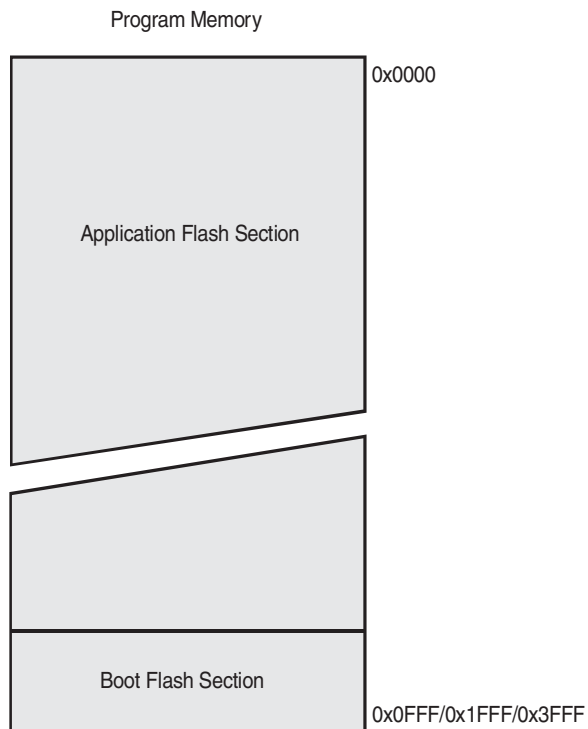 Program Memory
0x0000
Application Flash Section
Boot Flash Section
0x0FFF/0x1FFF/0x3FFF